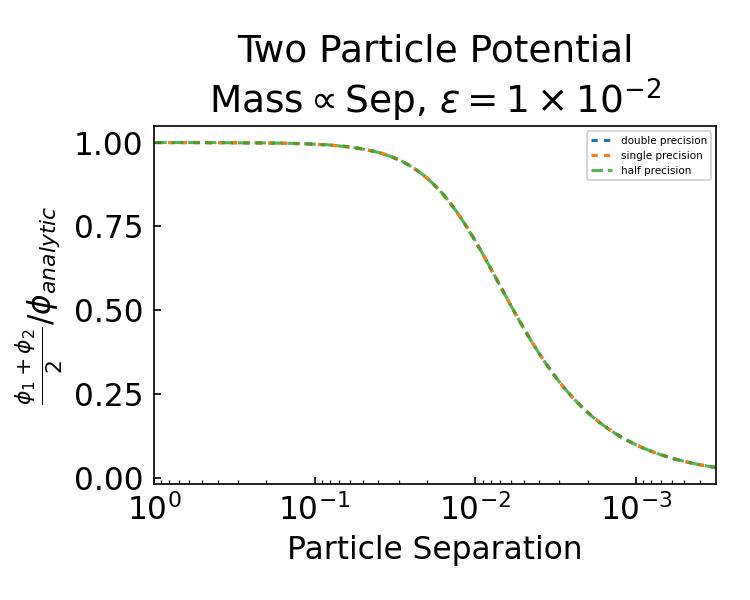 Two Particle Potential
Mass ∝ Sep, ε = 1 × 10⁻²
double precision
single precision
half precision
1.00
0.75
0.50
0.25
0.00
(ϕ₁ + ϕ₂)/2/ϕ_analytic
10⁰ 10⁻¹ 10⁻² 10⁻³
Particle Separation